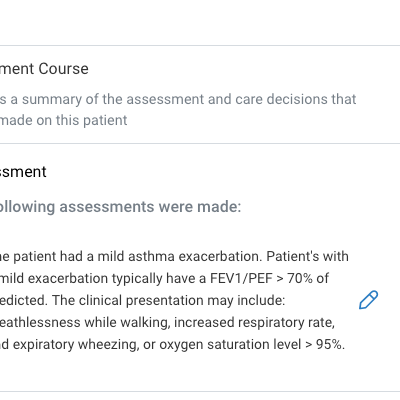 ment Course
s a summary of the assessment and care decisions that
made on this patient
ssment
ollowing assessments were made:
e patient had a mild asthma exacerbation. Patient's with
mild exacerbation typically have a FEV1/PEF > 70% of
edicted. The clinical presentation may include:
eathlessness while walking, increased respiratory rate,
d expiratory wheezing, or oxygen saturation level > 95%.